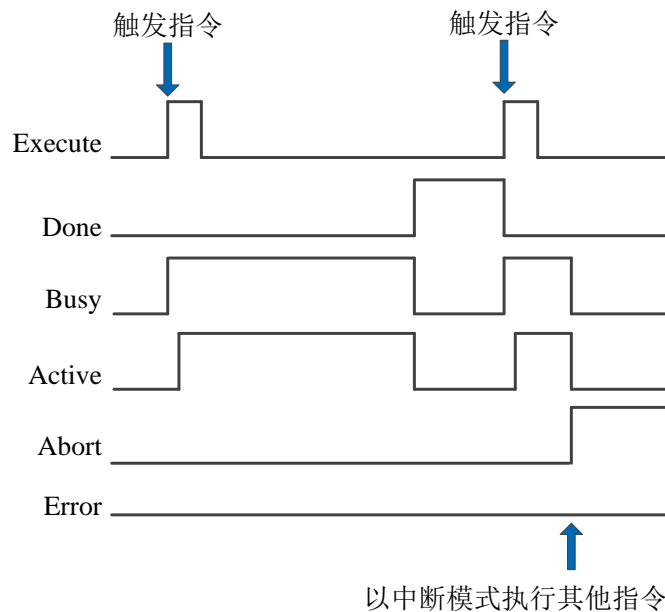 触发指令 触发指令
Execute
Done
Busy
Active
Abort
Error
以中断模式执行其他指令